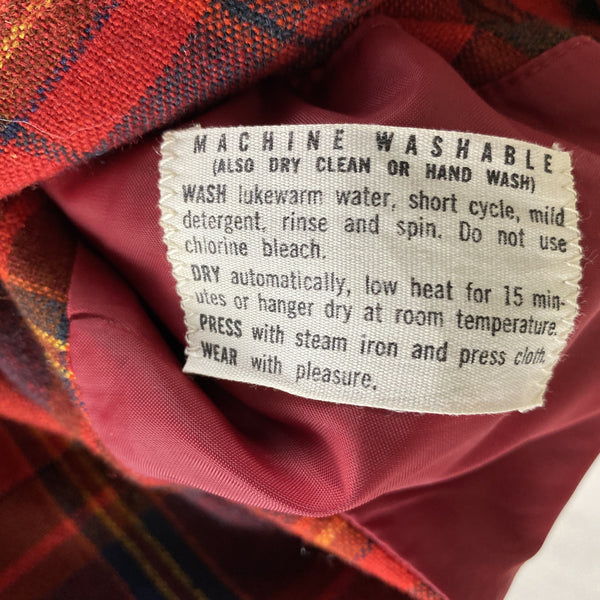 MACHINE WASHABLE
(ALSO DRY CLEAN OR HAND WASH)
WASH lukewarm water, short cycle, mild
detergent, rinse and spin. Do not use
chlorine bleach.
DRY automatically, low heat for 15 min-
utes or hanger dry at room temperature.
PRESS with steam iron and press cloth.
WEAR with pleasure.